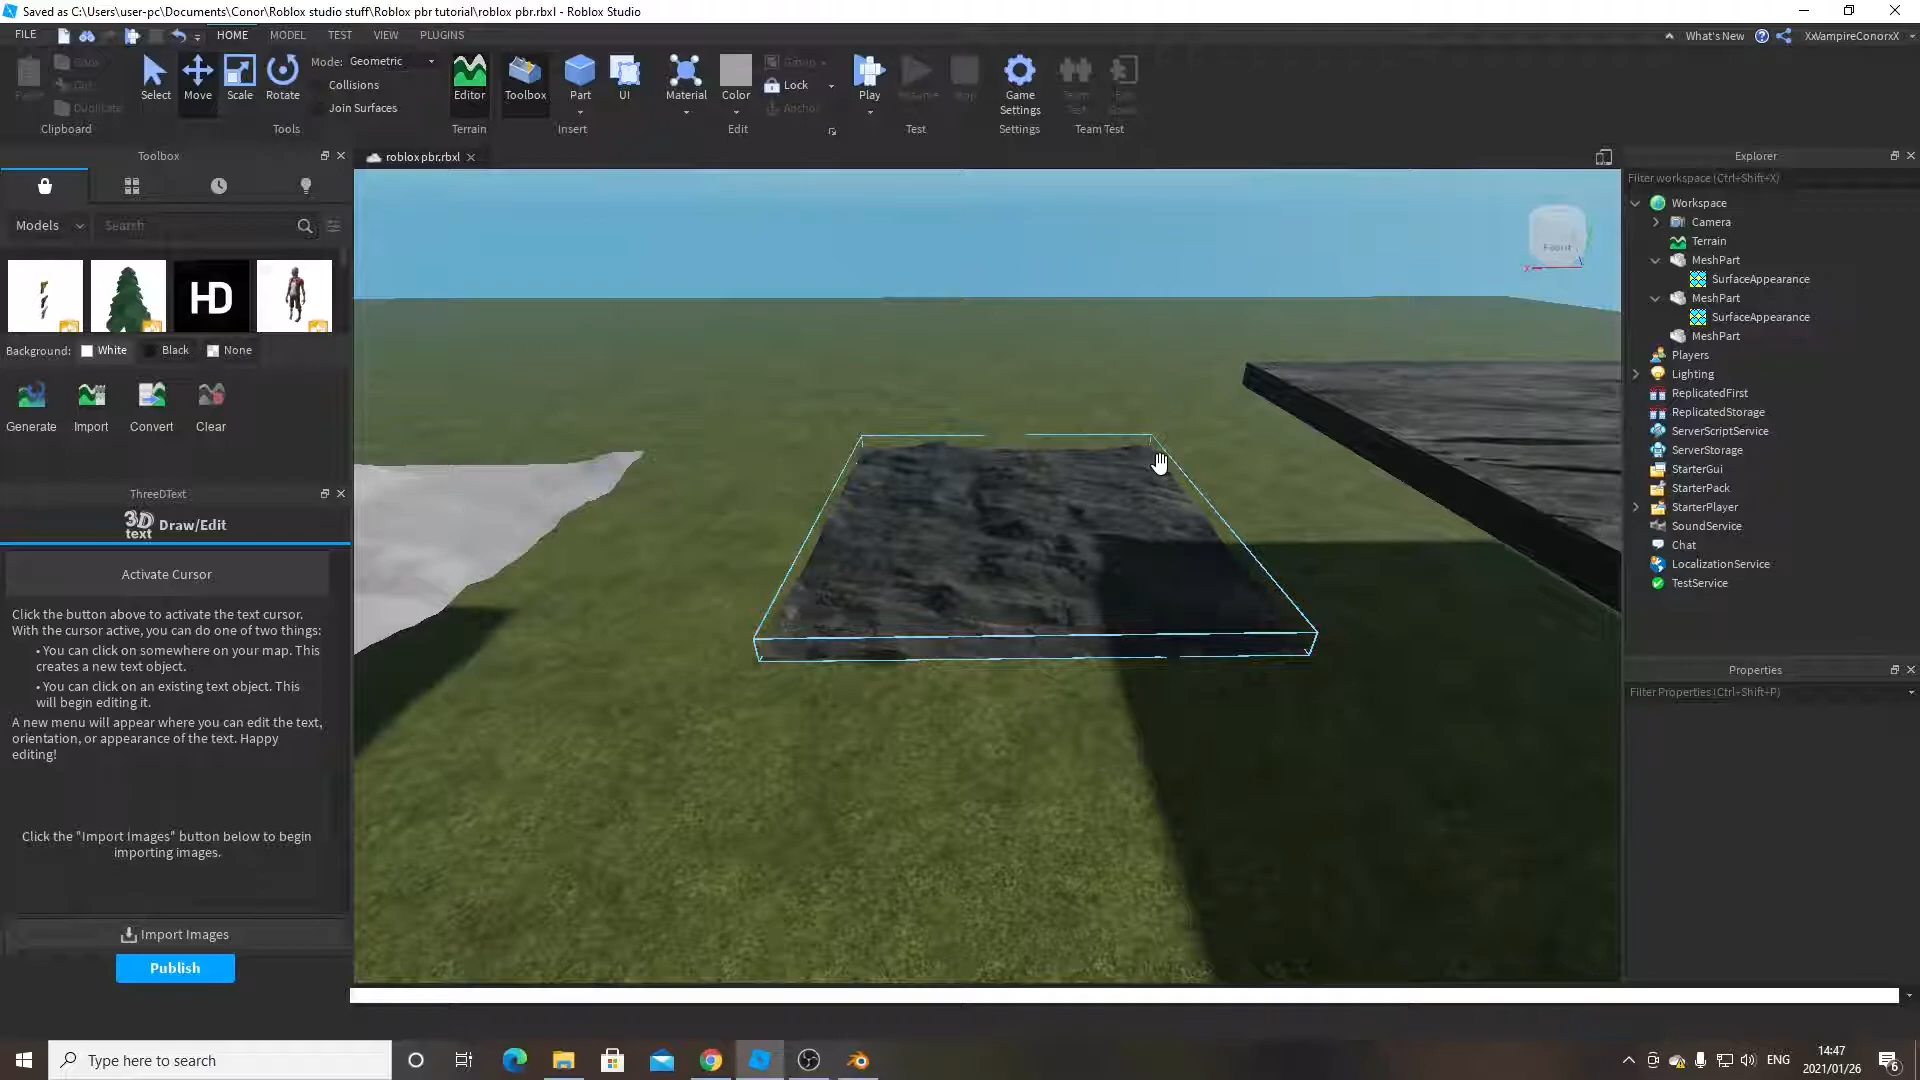 Saved as C:\Users\user-pc\Documents\Conor\Roblox studio stuff\Roblox pbr tutorial\roblox pbr.rbxl - Roblox Studio
FILE
HOME
MODEL
TEST
VIEW
PLUGINS
What's New
XxVampireConorxX
Select
Move
Scale
Rotate
Mode: Geometric
Collisions
Join Surfaces
Editor
Toolbox
Part
UI
Material
Color
Group
Lock
Anchor
Play
Game
Settings
Duplicate
Clipboard
Tools
Terrain
Insert
Edit
Test
Settings
Team Test
Toolbox
roblox pbr.rbxl
Explorer
Filter workspace (Ctrl+Shift+X)
Models
Search
HD
Background:
White
Black
None
Generate
Import
Convert
Clear
ThreeDText
3D
text
Draw/Edit
Activate Cursor
Click the button above to activate the text cursor.
With the cursor active, you can do one of two things:
• You can click on somewhere on your map. This
creates a new text object.
• You can click on an existing text object. This
will begin editing it.
A new menu will appear where you can edit the text,
orientation, or appearance of the text. Happy
editing!
Click the "Import Images" button below to begin
importing images.
Import Images
Publish
Front
X
Workspace
Camera
Terrain
MeshPart
SurfaceAppearance
MeshPart
SurfaceAppearance
MeshPart
Players
Lighting
ReplicatedFirst
ReplicatedStorage
ServerScriptService
ServerStorage
StarterGui
StarterPack
StarterPlayer
SoundService
Chat
LocalizationService
TestService
Properties
Filter Properties (Ctrl+Shift+P)
Type here to search
ENG
14:47
2021/01/26
6